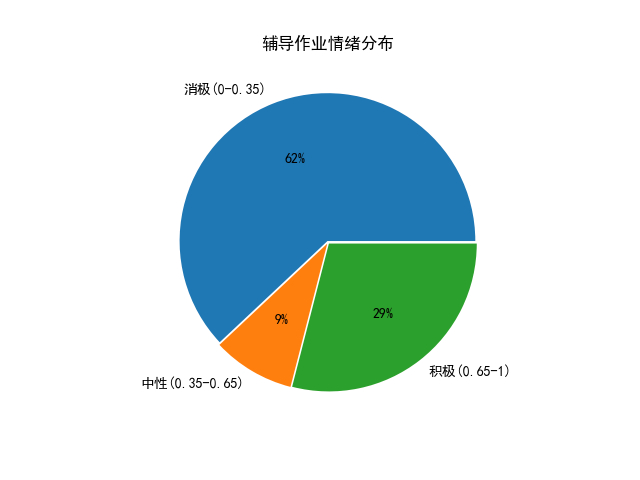 辅导作业情绪分布
消极(0-0.35)
62%
9%
29%
积极(0.65-1)
中性(0.35-0.65)